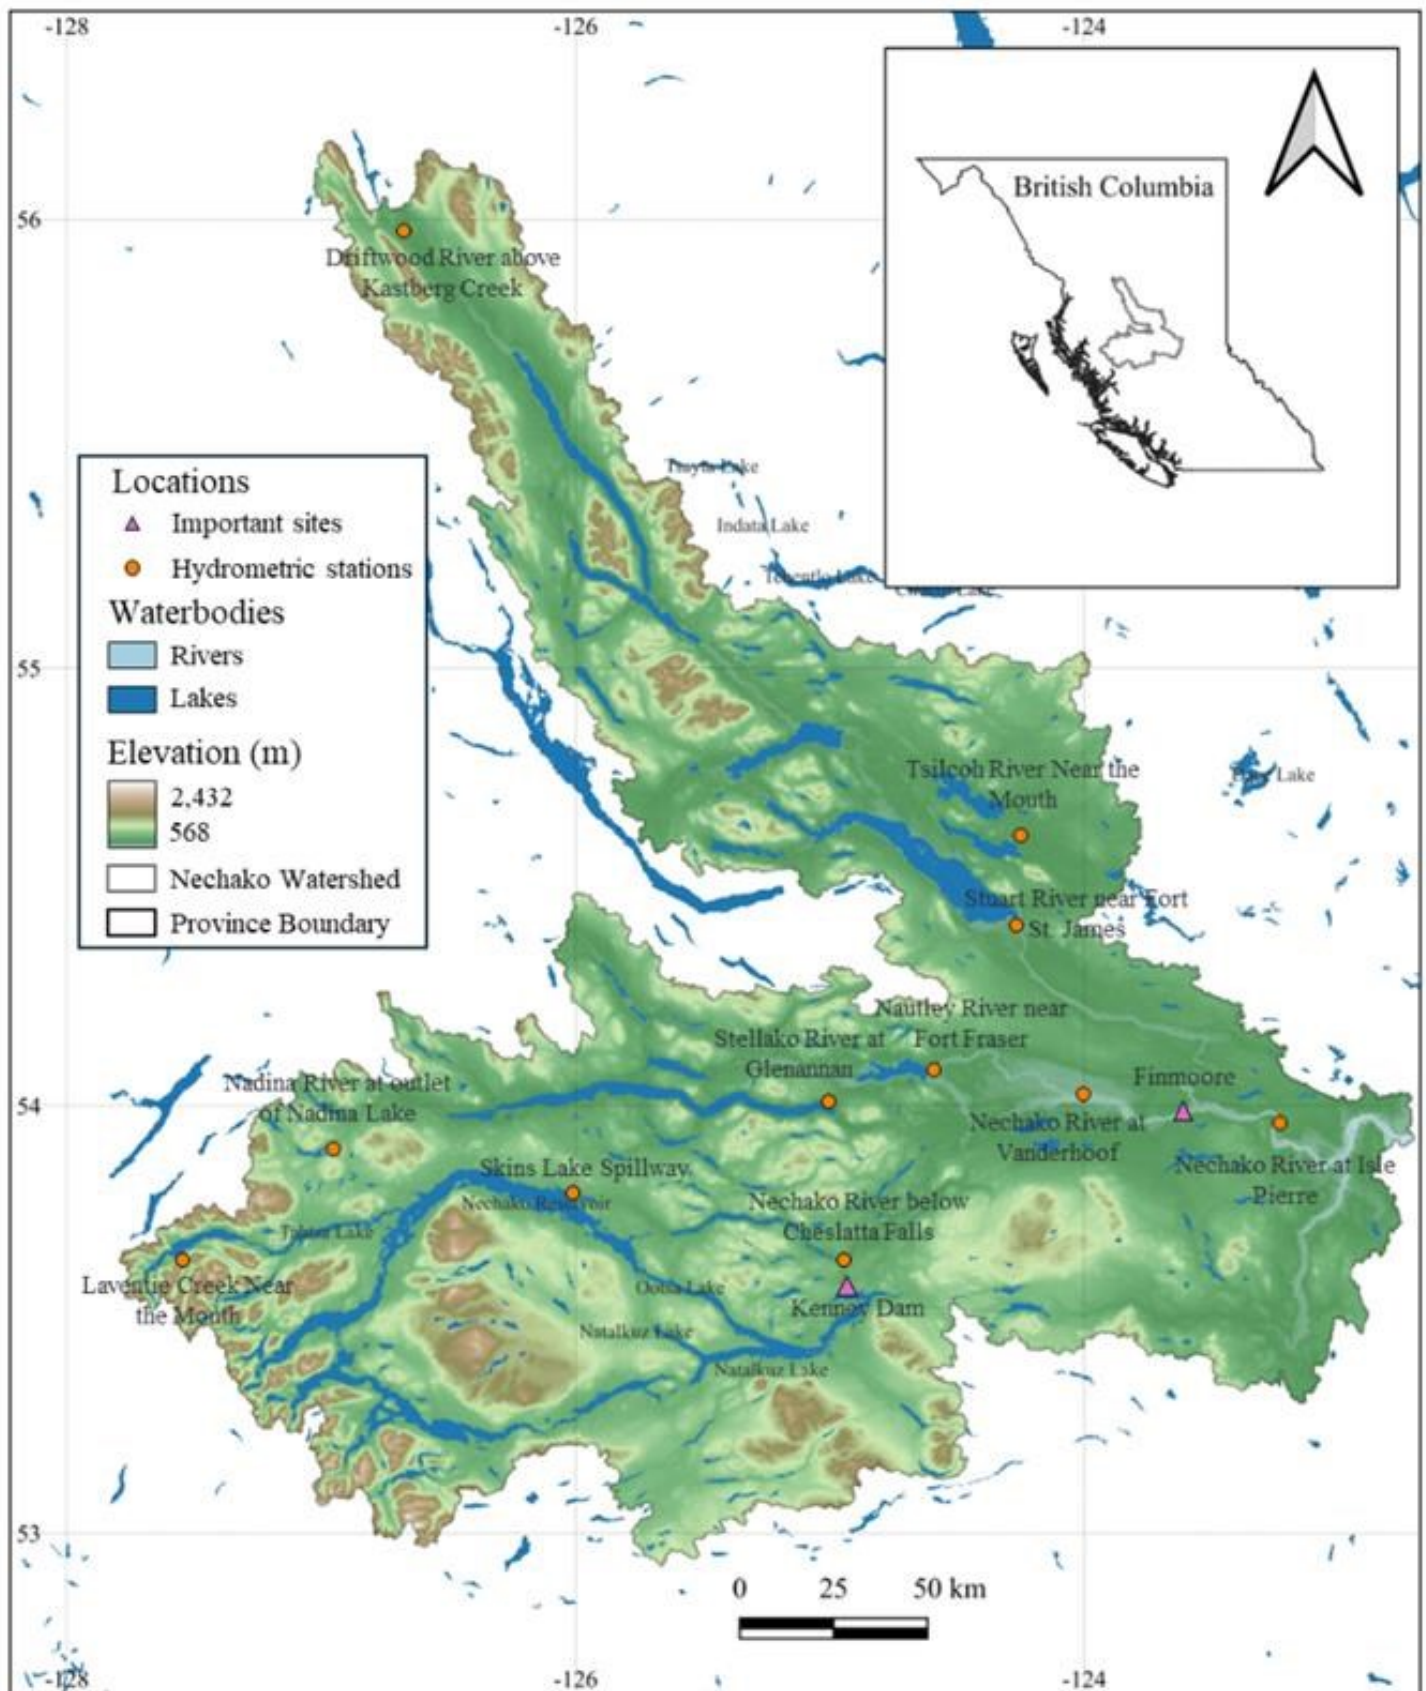 -128
-126
-124
British Columbia
56
Driftwood River above
Kastberg Creek
Tsayta Lake
Indata Lake
Locations
Important sites
Hydrometric stations
Waterbodies
Rivers
Lakes
Elevation (m)
2,432
568
Nechako Watershed
Province Boundary
55
Tsilcoh River Near the
Mouth
Lake
Stuart River near Fort
St. James
Nautley River near
Fort Fraser
Stellako River at
Glenannan
Finmoore
54
Nadina River at outlet
of Nadina Lake
Nechako River at
Vanderhoof
Nechako River at Isle
Pierre
Skins Lake Spillway
Nechako Reservoir
Nechako River below
Cheslatta Falls
Lake
Laventie Creek Near
the Mouth
Ootsa Lake
Kenney Dam
Natalkuz Lake
Natalkuz Lake
53
0 25 50 km
-128
-126
-124